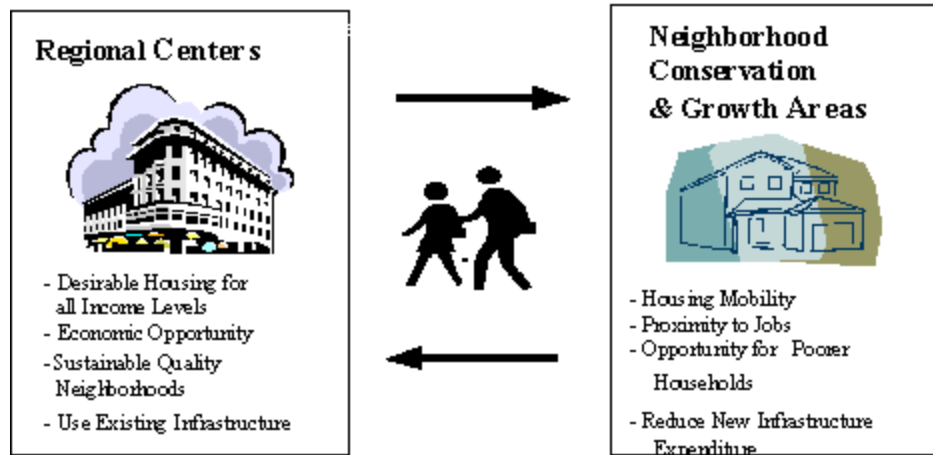 Regional Centers
- Desirable Housing for
all Income Levels
- Economic Opportunity
-Sustainable Quality
Neighborhoods
- Use Existing Infrastructure
Neighborhood
Conservation
& Growth Areas
- Housing Mobility
- Proximity to Jobs
- Opportunity for Poorer
Households
- Reduce New Infrastructure
Expenditure